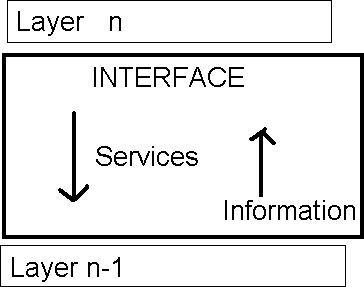 Layer n
INTERFACE
Services
Information
Layer n-1